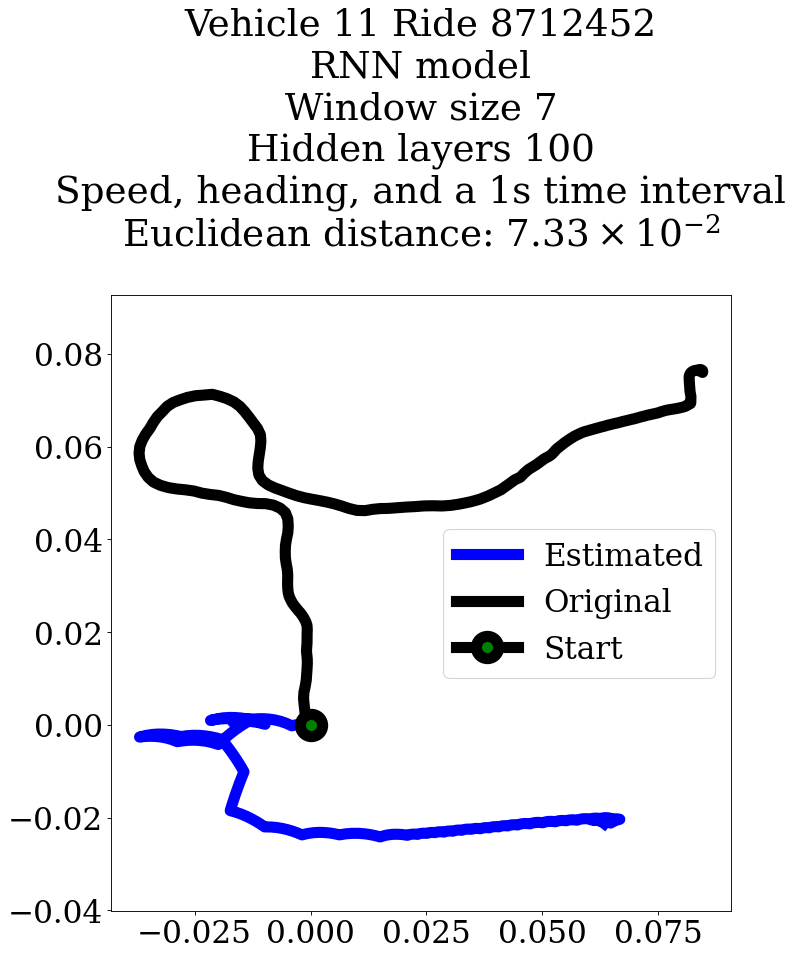 Vehicle 11 Ride 8712452
RNN model
Window size 7
Hidden layers 100
Speed, heading, and a 1s time interval
Euclidean distance: 7.33 × 10⁻²
0.08
0.06
0.04
0.02
0.00
−0.02
−0.04
Estimated
Original
Start
−0.025 0.000 0.025 0.050 0.075